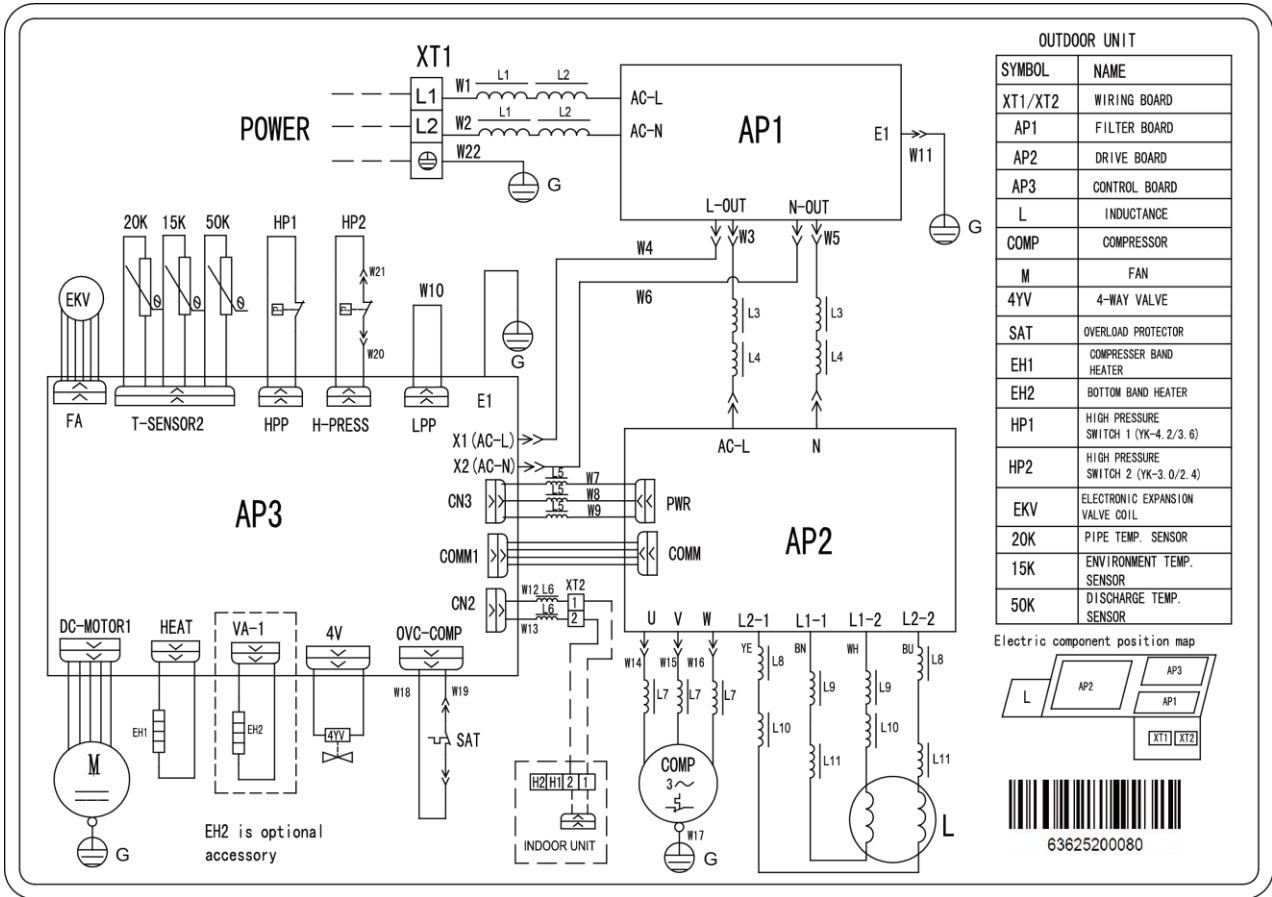 XT1
POWER
L1 W1 L1 L2
L2 W2 L1 L2
W22
G
AC-L
AC-N
AP1
E1
W11
G
L-OUT N-OUT
W3 W5
W4
W6
L3 L3
L4 L4
20K 15K 50K HP1 HP2
EKV
θ θ θ
P P
W21
W20
W10
G
FA T-SENSOR2 HPP H-PRESS LPP E1
X1(AC-L)
X2(AC-N)
AP3
CN3 L5 W7 PWR
L5 W8
L5 W9
COMM1 COMM
CN2 W12 L6 XT2
L6 1
W13 2
AC-L N
AP2
U V W L2-1 L1-1 L1-2 L2-2
YE BN WH BU
W14 W15 W16
L7 L7 L7
L8 L9 L9 L8
L10 L11 L10 L11
COMP
3~
W17
G
L
DC-MOTOR1 HEAT VA-1 4V OVC-COMP
W18 W19
EH1 EH2 4YV SAT
M
G
EH2 is optional
accessory
H2 H1 2 1
INDOOR UNIT
OUTDOOR UNIT
SYMBOL NAME
XT1/XT2 WIRING BOARD
AP1 FILTER BOARD
AP2 DRIVE BOARD
AP3 CONTROL BOARD
L INDUCTANCE
COMP COMPRESSOR
M FAN
4YV 4-WAY VALVE
SAT OVERLOAD PROTECTOR
EH1 COMPRESSER BAND
HEATER
EH2 BOTTOM BAND HEATER
HP1 HIGH PRESSURE
SWITCH 1 (YK-4.2/3.6)
HP2 HIGH PRESSURE
SWITCH 2 (YK-3.0/2.4)
EKV ELECTRONIC EXPANSION
VALVE COIL
20K PIPE TEMP. SENSOR
15K ENVIRONMENT TEMP.
SENSOR
50K DISCHARGE TEMP.
SENSOR
Electric component position map
L AP2 AP3
AP1
XT1 XT2
63625200080